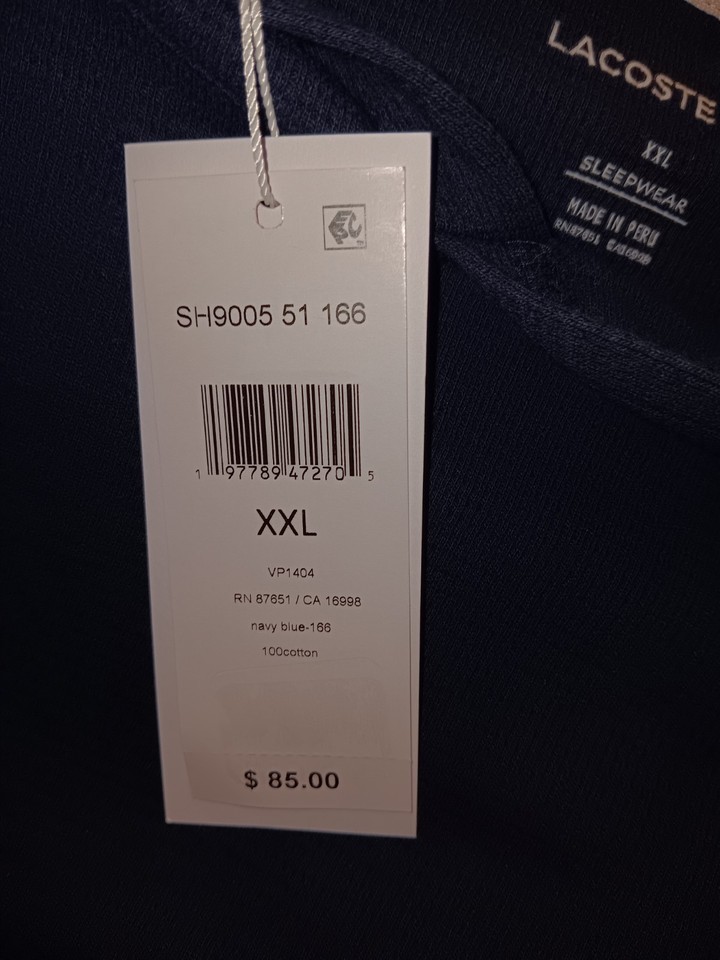 LACOSTE
XXL
SLEEPWEAR
MADE IN PERU
RN87651
SH9005 51 166
1 97789 47270 5
XXL
VP1404
RN 87651 / CA 16998
navy blue-166
100cotton
$ 85.00